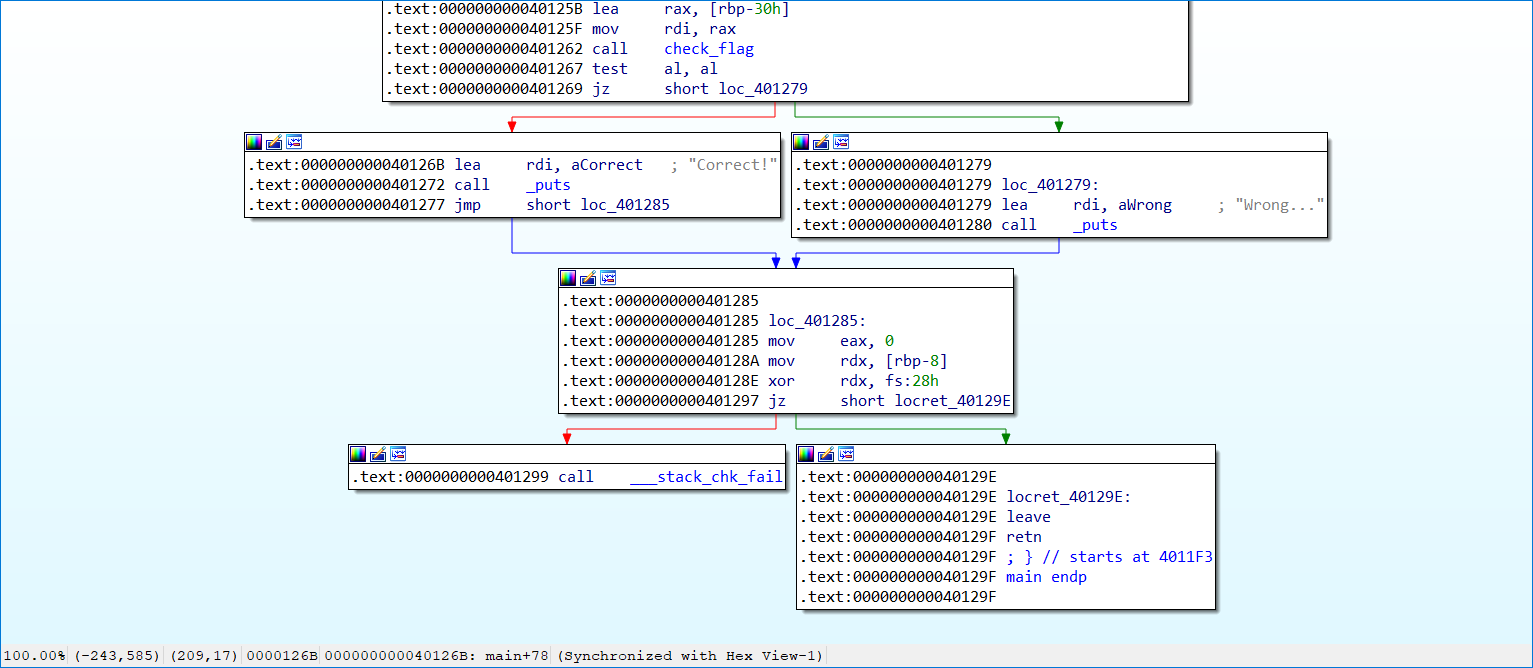 .text:000000000040125B lea rax, [rbp-30h]
.text:000000000040125F mov rdi, rax
.text:0000000000401262 call check_flag
.text:0000000000401267 test al, al
.text:0000000000401269 jz short loc_401279
.text:000000000040126B lea rdi, aCorrect ; "Correct!"
.text:0000000000401272 call _puts
.text:0000000000401277 jmp short loc_401285
.text:0000000000401279
.text:0000000000401279 loc_401279:
.text:0000000000401279 lea rdi, aWrong ; "Wrong..."
.text:0000000000401280 call _puts
.text:0000000000401285
.text:0000000000401285 loc_401285:
.text:0000000000401285 mov eax, 0
.text:000000000040128A mov rdx, [rbp-8]
.text:000000000040128E xor rdx, fs:28h
.text:0000000000401297 jz short locret_40129E
.text:0000000000401299 call ___stack_chk_fail
.text:000000000040129E
.text:000000000040129E locret_40129E:
.text:000000000040129E leave
.text:000000000040129F retn
.text:000000000040129F ; } // starts at 4011F3
.text:000000000040129F main endp
.text:000000000040129F
100.00% (-243,585) (209,17) 0000126B 000000000040126B: main+78 (Synchronized with Hex View-1)